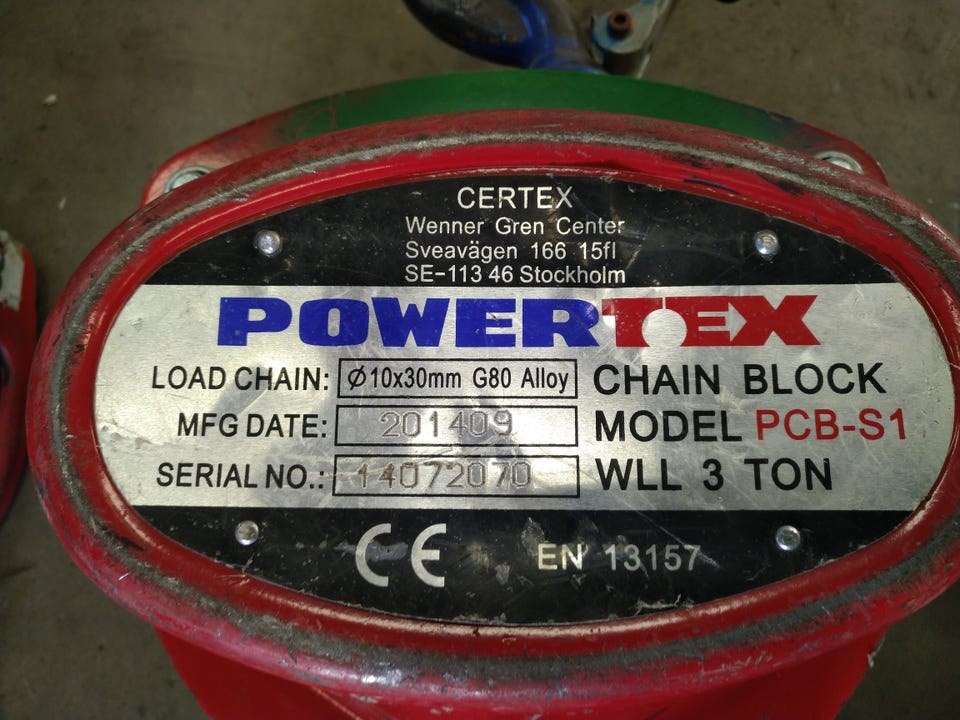 CERTEX
Wenner Gren Center
Sveavägen 166 15fl
SE-113 46 Stockholm
POWERTEX
LOAD CHAIN: Ø10x30mm G80 Alloy CHAIN BLOCK
MFG DATE: 201409 MODEL PCB-S1
SERIAL NO.: 14072070 WLL 3 TON
CE EN 13157